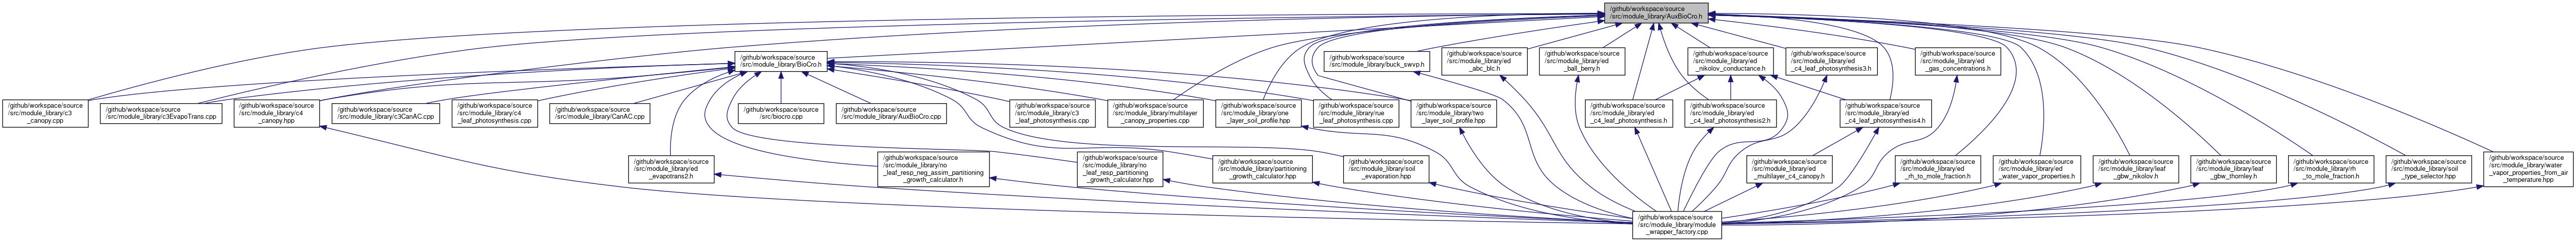 /github/workspace/source
/src/module_library/AuxBioCro.h
/github/workspace/source
/src/module_library/BioCro.h
/github/workspace/source
/src/module_library/buck_swvp.h
/github/workspace/source
/src/module_library/ed
_abc_blc.h
/github/workspace/source
/src/module_library/ed
_ball_berry.h
/github/workspace/source
/src/module_library/ed
_nikolov_conductance.h
/github/workspace/source
/src/module_library/ed
_c4_leaf_photosynthesis3.h
/github/workspace/source
/src/module_library/ed
_gas_concentrations.h
/github/workspace/source
/src/module_library/c3
_canopy.cpp
/github/workspace/source
/src/module_library/c3EvapoTrans.cpp
/github/workspace/source
/src/module_library/c4
_canopy.hpp
/github/workspace/source
/src/module_library/c3CanAC.cpp
/github/workspace/source
/src/module_library/c4
_leaf_photosynthesis.cpp
/github/workspace/source
/src/module_library/CanAC.cpp
/github/workspace/source
/src/biocro.cpp
/github/workspace/source
/src/module_library/AuxBioCro.cpp
/github/workspace/source
/src/module_library/c3
_leaf_photosynthesis.cpp
/github/workspace/source
/src/module_library/multilayer
_canopy_properties.cpp
/github/workspace/source
/src/module_library/one
_layer_soil_profile.hpp
/github/workspace/source
/src/module_library/rue
_leaf_photosynthesis.cpp
/github/workspace/source
/src/module_library/two
_layer_soil_profile.hpp
/github/workspace/source
/src/module_library/ed
_c4_leaf_photosynthesis.h
/github/workspace/source
/src/module_library/ed
_c4_leaf_photosynthesis2.h
/github/workspace/source
/src/module_library/ed
_c4_leaf_photosynthesis4.h
/github/workspace/source
/src/module_library/ed
_evapotrans2.h
/github/workspace/source
/src/module_library/no
_leaf_resp_neg_assim_partitioning
_growth_calculator.h
/github/workspace/source
/src/module_library/no
_leaf_resp_partitioning
_growth_calculator.hpp
/github/workspace/source
/src/module_library/partitioning
_growth_calculator.hpp
/github/workspace/source
/src/module_library/soil
_evaporation.hpp
/github/workspace/source
/src/module_library/ed
_multilayer_c4_canopy.h
/github/workspace/source
/src/module_library/ed
_rh_to_mole_fraction.h
/github/workspace/source
/src/module_library/ed
_water_vapor_properties.h
/github/workspace/source
/src/module_library/leaf
_gbw_nikolov.h
/github/workspace/source
/src/module_library/leaf
_gbw_thornley.h
/github/workspace/source
/src/module_library/rh
_to_mole_fraction.h
/github/workspace/source
/src/module_library/soil
_type_selector.hpp
/github/workspace/source
/src/module_library/water
_vapor_properties_from_air
_temperature.hpp
/github/workspace/source
/src/module_library/module
_wrapper_factory.cpp